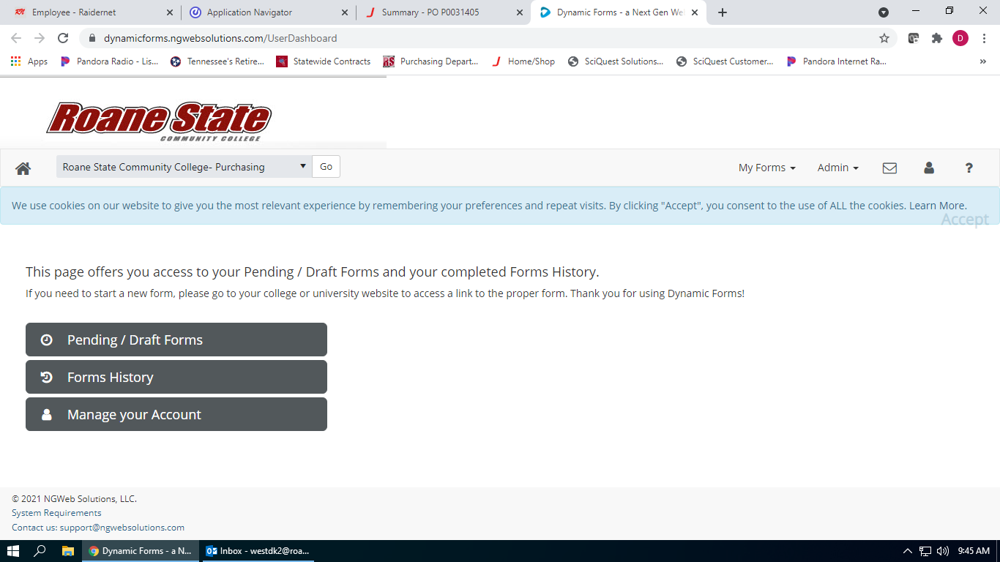 Employee - Raidernet
Application Navigator
Summary - PO P0031405
Dynamic Forms - a Next Gen We
dynamicforms.ngwebsolutions.com/UserDashboard
D
Apps
Pandora Radio - Lis...
Tennessee's Retire...
Statewide Contracts
Purchasing Depart...
Home/Shop
SciQuest Solutions...
SciQuest Customer...
Pandora Internet Ra...
»
Roane State
COMMUNITY COLLEGE
Roane State Community College- Purchasing
Go
My Forms
Admin
?
We use cookies on our website to give you the most relevant experience by remembering your preferences and repeat visits. By clicking "Accept", you consent to the use of ALL the cookies. Learn More.
Accept
This page offers you access to your Pending / Draft Forms and your completed Forms History.
If you need to start a new form, please go to your college or university website to access a link to the proper form. Thank you for using Dynamic Forms!
Pending / Draft Forms
Forms History
Manage your Account
© 2021 NGWeb Solutions, LLC.
System Requirements
Contact us: support@ngwebsolutions.com
Dynamic Forms - a N...
Inbox - westdk2@roa...
9:45 AM